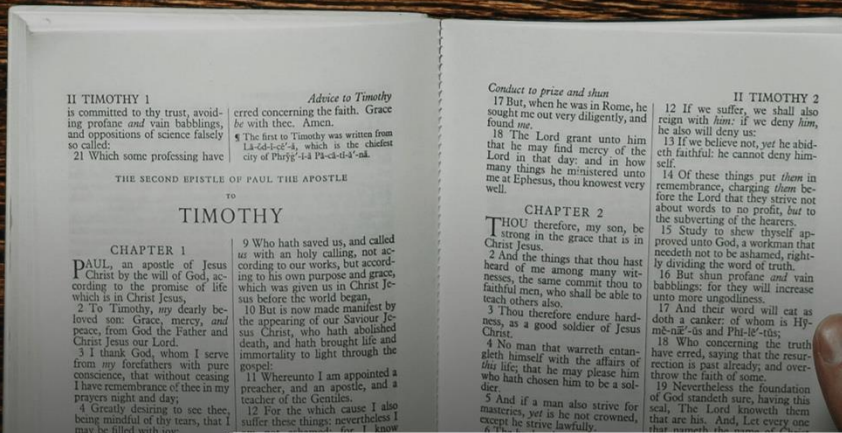 II TIMOTHY 1
Advice to Timothy
is committed to thy trust, avoid-
ing profane and vain babblings,
and oppositions of science falsely
so called:
21 Which some professing have
erred concerning the faith. Grace
be with thee. Amen.
¶ The first to Timothy was written from
Lā-ŏd-ĭ-çē'-ȧ, which is the chiefest
city of Phrўġ'-ĭ-ȧ Pā-cȧ-tĭ-ā'-nȧ.
THE SECOND EPISTLE OF PAUL THE APOSTLE
TO
TIMOTHY
CHAPTER 1
PAUL, an apostle of Jesus
Christ by the will of God, ac-
cording to the promise of life
which is in Christ Jesus,
2 To Timothy, my dearly be-
loved son: Grace, mercy, and
peace, from God the Father and
Christ Jesus our Lord.
3 I thank God, whom I serve
from my forefathers with pure
conscience, that without ceasing
I have remembrance of thee in my
prayers night and day;
4 Greatly desiring to see thee,
being mindful of thy tears, that I
may be filled with joy;
9 Who hath saved us, and called
us with an holy calling, not ac-
cording to our works, but accord-
ing to his own purpose and grace,
which was given us in Christ Je-
sus before the world began,
10 But is now made manifest by
the appearing of our Saviour Je-
sus Christ, who hath abolished
death, and hath brought life and
immortality to light through the
gospel:
11 Whereunto I am appointed a
preacher, and an apostle, and a
teacher of the Gentiles.
12 For the which cause I also
suffer these things: nevertheless I
am not ashamed: for I know
Conduct to prize and shun
II TIMOTHY 2
17 But, when he was in Rome, he
sought me out very diligently, and
found me.
18 The Lord grant unto him
that he may find mercy of the
Lord in that day: and in how
many things he ministered unto
me at Ephesus, thou knowest very
well.
CHAPTER 2
THOU therefore, my son, be
strong in the grace that is in
Christ Jesus.
2 And the things that thou hast
heard of me among many wit-
nesses, the same commit thou to
faithful men, who shall be able to
teach others also.
3 Thou therefore endure hard-
ness, as a good soldier of Jesus
Christ.
4 No man that warreth entan-
gleth himself with the affairs of
this life; that he may please him
who hath chosen him to be a sol-
dier.
5 And if a man also strive for
masteries, yet is he not crowned,
except he strive lawfully.
12 If we suffer, we shall also
reign with him: if we deny him,
he also will deny us:
13 If we believe not, yet he abid-
eth faithful: he cannot deny him-
self.
14 Of these things put them in
remembrance, charging them be-
fore the Lord that they strive not
about words to no profit, but to
the subverting of the hearers.
15 Study to shew thyself ap-
proved unto God, a workman that
needeth not to be ashamed, right-
ly dividing the word of truth.
16 But shun profane and vain
babblings: for they will increase
unto more ungodliness.
17 And their word will eat as
doth a canker: of whom is Hȳ-
mĕ-næ'-ŭs and Phī-lē'-tŭs;
18 Who concerning the truth
have erred, saying that the resur-
rection is past already; and over-
throw the faith of some.
19 Nevertheless the foundation
of God standeth sure, having this
seal, The Lord knoweth them
that are his. And, Let every one
that nameth the name of Christ